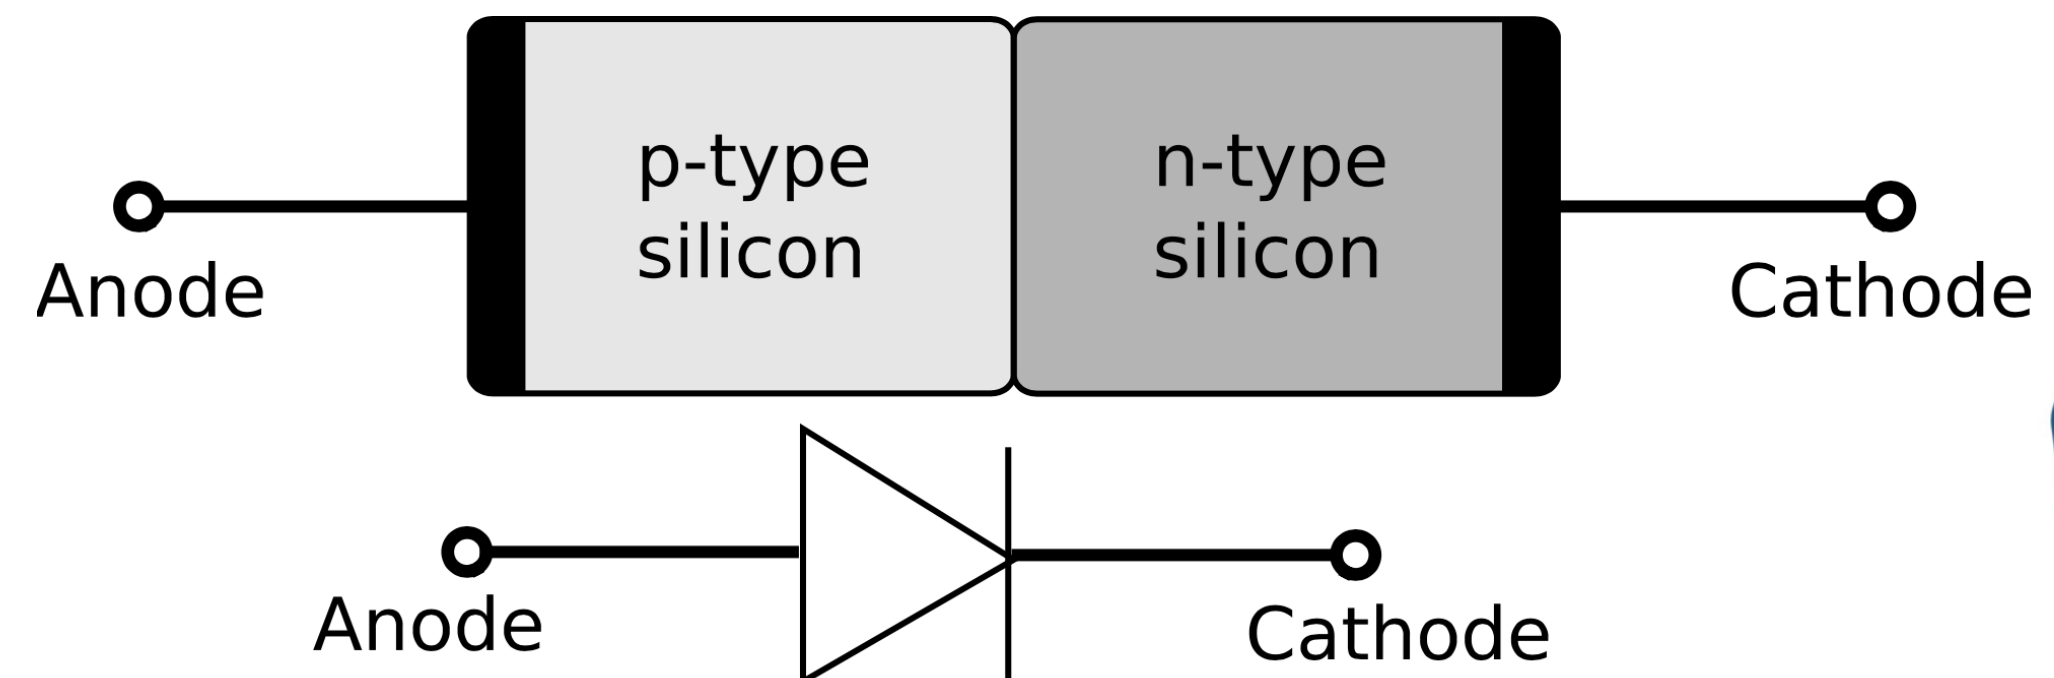 p-type
silicon
n-type
silicon
Anode
Cathode
Anode
Cathode